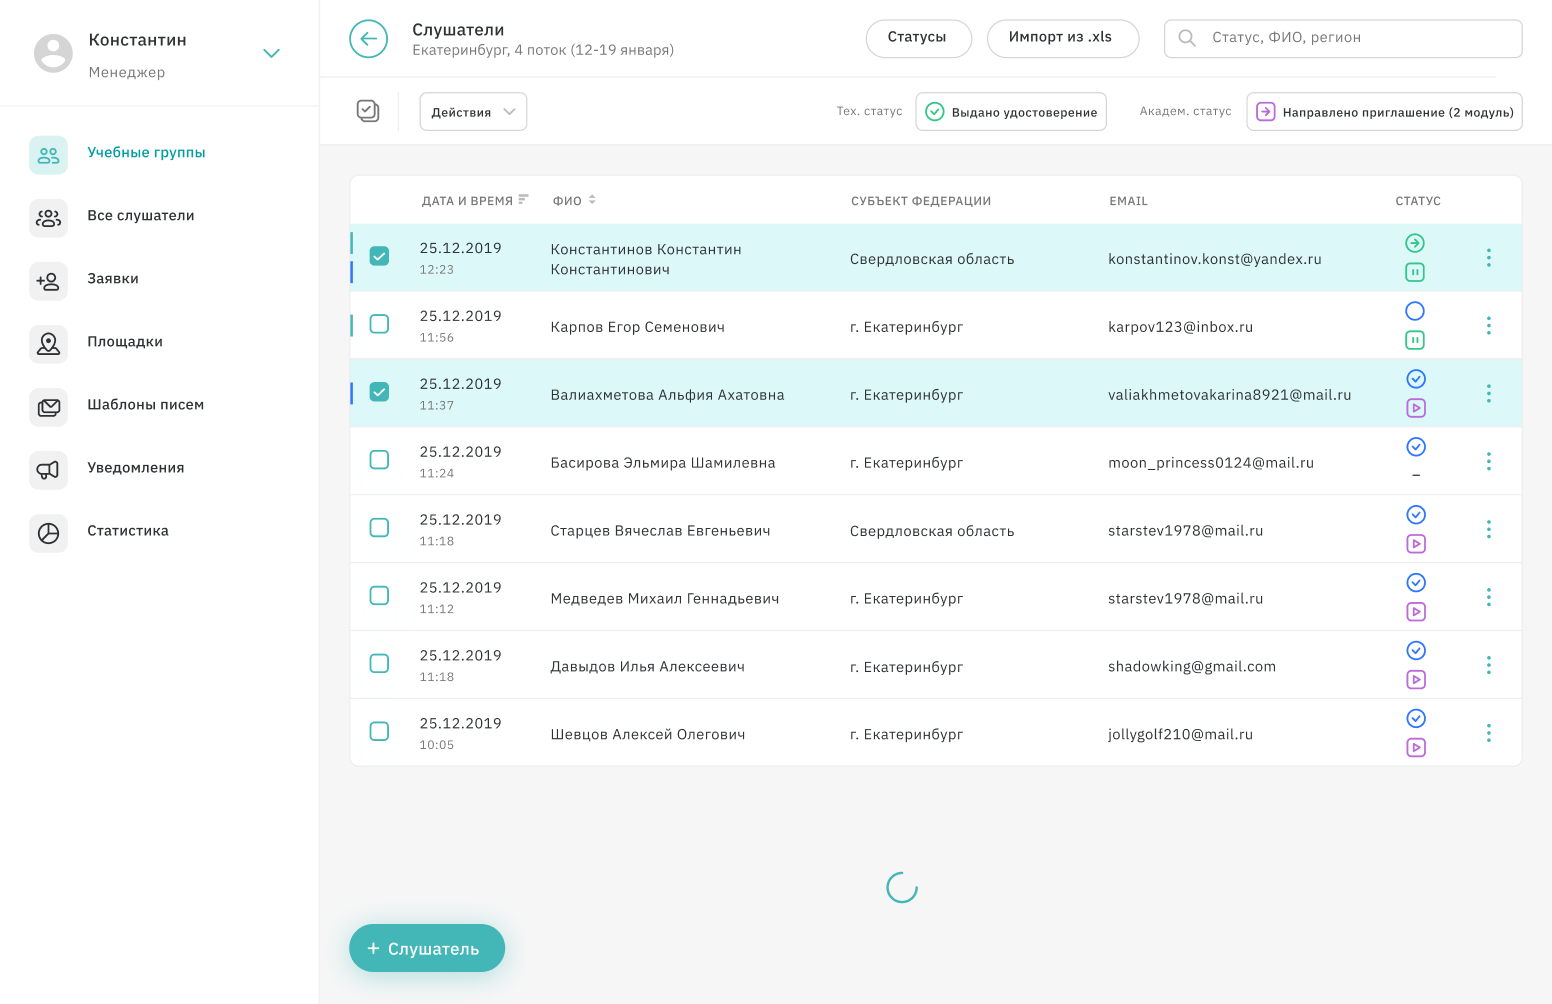 Константин
Менеджер
Учебные группы
Все слушатели
Заявки
Площадки
Шаблоны писем
Уведомления
Статистика
Слушатели
Екатеринбург, 4 поток (12-19 января)
Статусы
Импорт из .xls
Статус, ФИО, регион
Действия
Тех. статус
Выдано удостоверение
Академ. статус
Направлено приглашение (2 модуль)
ДАТА И ВРЕМЯ ФИО СУБЪЕКТ ФЕДЕРАЦИИ EMAIL СТАТУС
25.12.2019
12:23
Константинов Константин
Константинович
Свердловская область
konstantinov.konst@yandex.ru
25.12.2019
11:56
Карпов Егор Семенович
г. Екатеринбург
karpov123@inbox.ru
25.12.2019
11:37
Валиахметова Альфия Ахатовна
г. Екатеринбург
valiakhmetovakarina8921@mail.ru
25.12.2019
11:24
Басирова Эльмира Шамилевна
г. Екатеринбург
moon_princess0124@mail.ru
–
25.12.2019
11:18
Старцев Вячеслав Евгеньевич
Свердловская область
starstev1978@mail.ru
25.12.2019
11:12
Медведев Михаил Геннадьевич
г. Екатеринбург
starstev1978@mail.ru
25.12.2019
11:18
Давыдов Илья Алексеевич
г. Екатеринбург
shadowking@gmail.com
25.12.2019
10:05
Шевцов Алексей Олегович
г. Екатеринбург
jollygolf210@mail.ru
+ Слушатель